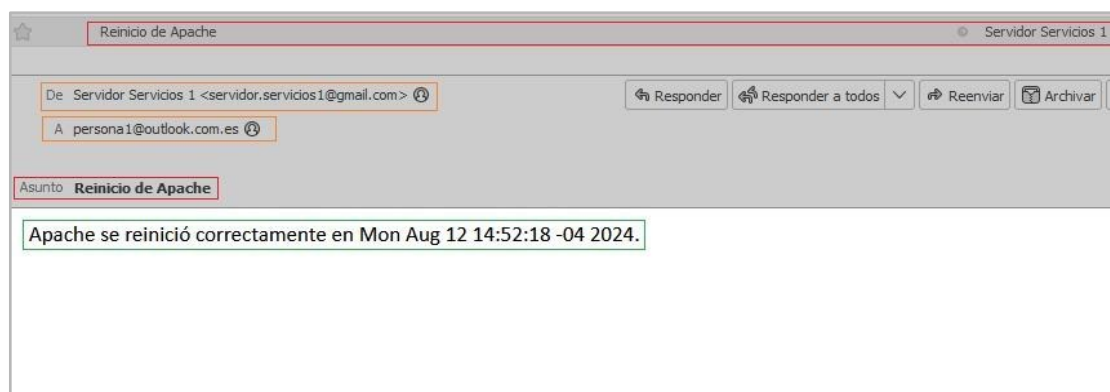 Reinicio de Apache Servidor Servicios 1
De Servidor Servicios 1 <servidor.servicios1@gmail.com> Responder Responder a todos Reenviar Archivar
A persona1@outlook.com.es
Asunto Reinicio de Apache
Apache se reinició correctamente en Mon Aug 12 14:52:18 -04 2024.